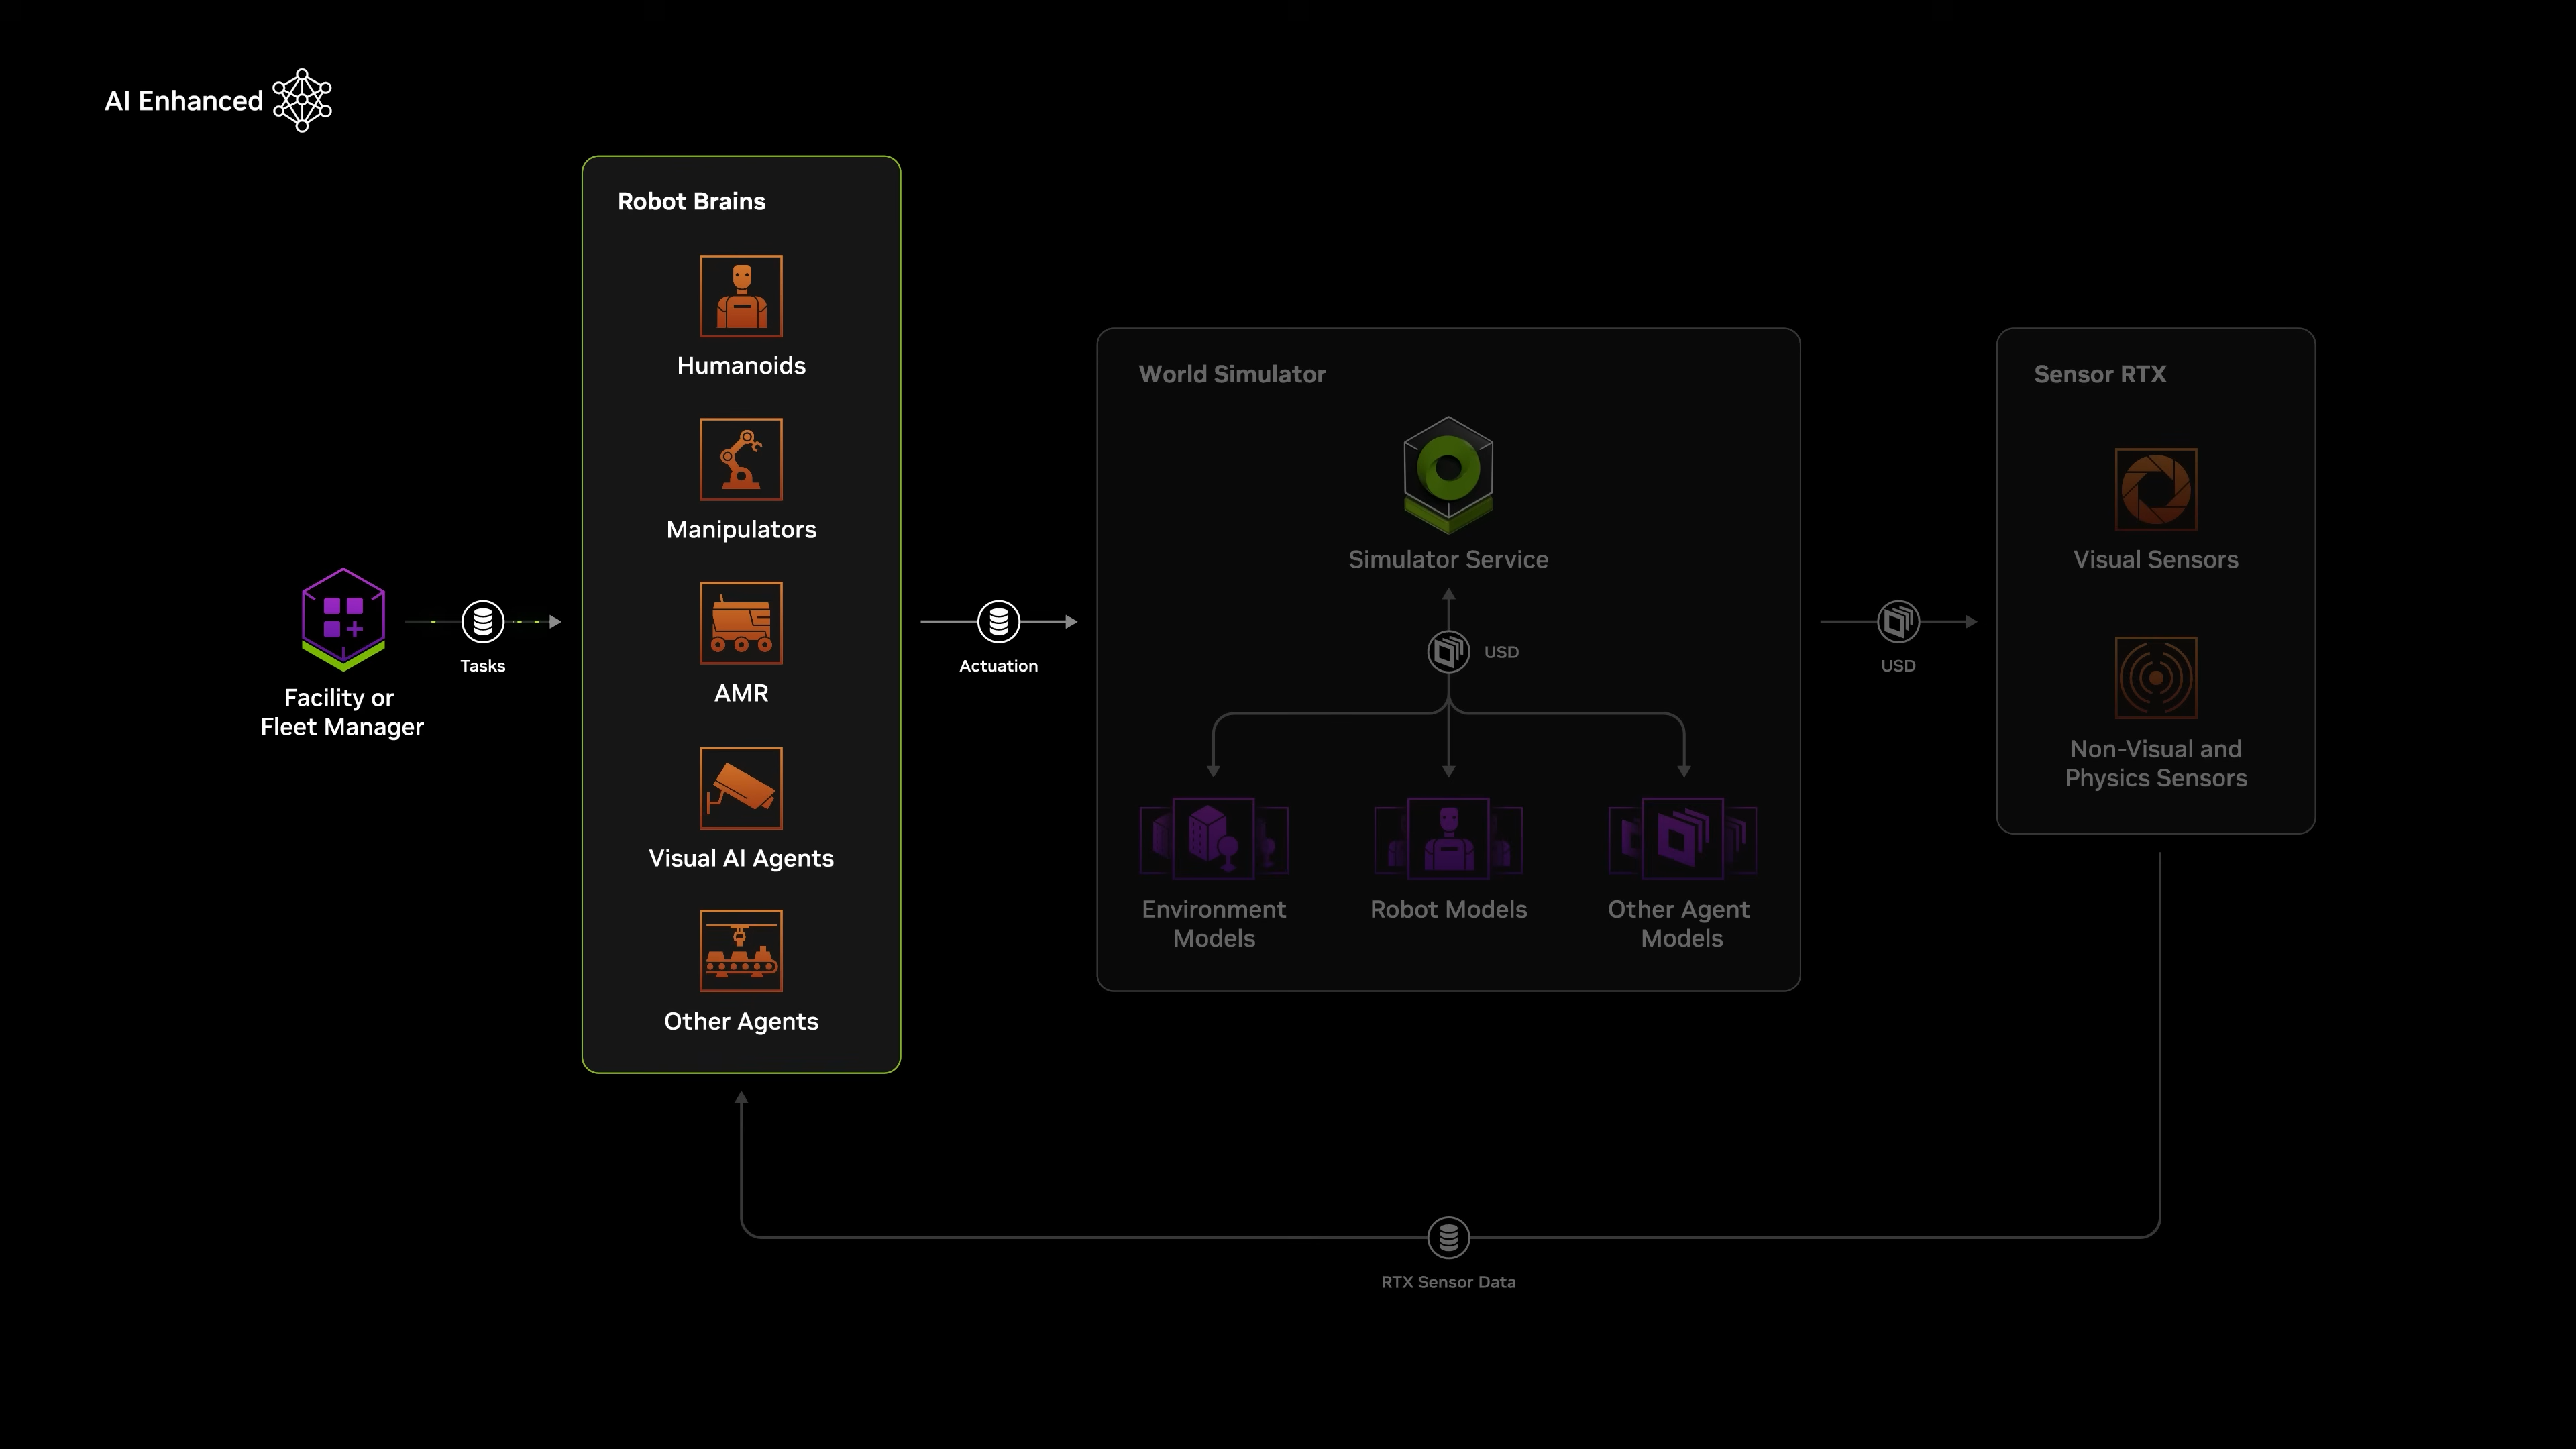 AI Enhanced
Facility or
Fleet Manager
Tasks
Robot Brains
Humanoids
Manipulators
AMR
Visual AI Agents
Other Agents
Actuation
World Simulator
Simulator Service
USD
Environment
Models
Robot Models
Other Agent
Models
USD
Sensor RTX
Visual Sensors
Non-Visual and
Physics Sensors
RTX Sensor Data